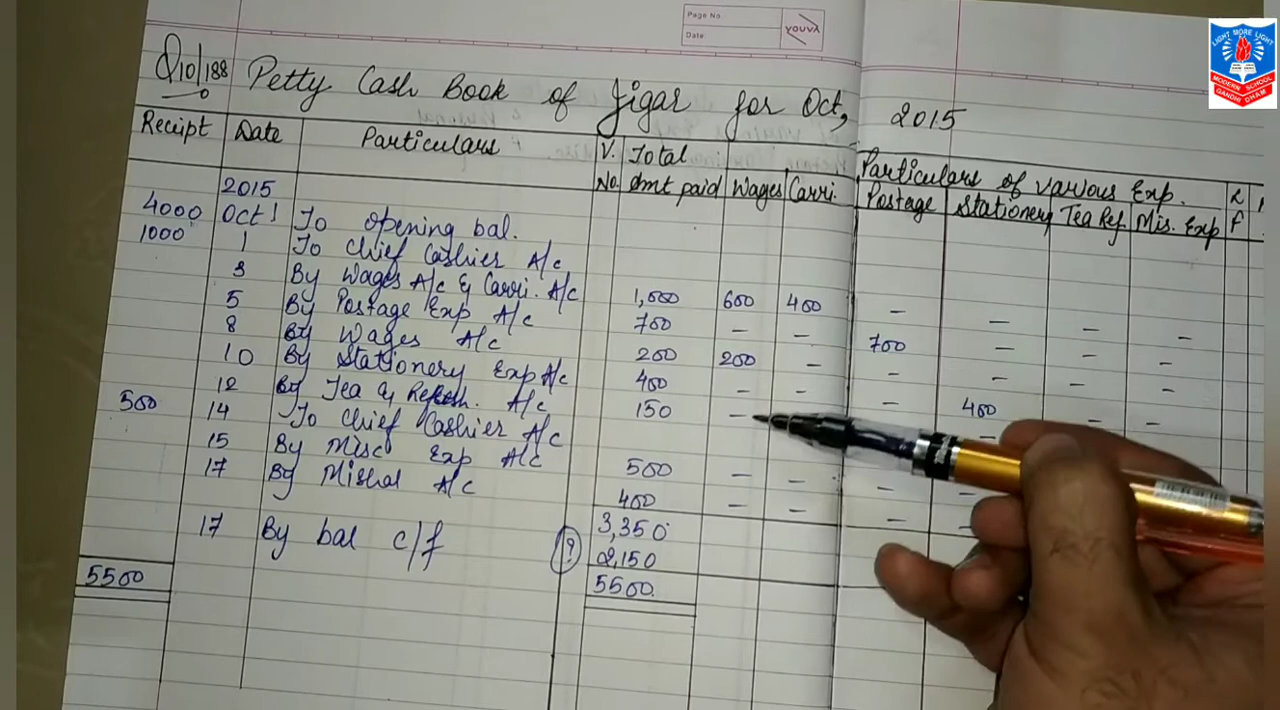 Page No.
Date:
YOUVA
LIGHT MORE LIGHT
MODERN SCHOOL
GANDHIDHAM
Q10/188 Petty Cash Book of Jigar for Oct, 2015
Receipt Date Particulars V. No. Total Amt paid Wages Carri. Particulars of various Exp. L f
Postage Stationery Tea Ref. Mis. Exp
2015
4000 Oct 1 To opening bal.
1000 1 To Chief Cashier A/c
3 By Wages A/c & Carri. A/c 1,000 600 400 — — — —
5 By Postage Exp A/c 700 — — 700 — — —
8 By Wages A/c 200 200 — — — — —
10 By Stationery Exp A/c 400 — — — 400 — —
12 By Tea & Refresh. A/c 150 — —
500 14 To Chief Cashier A/c
15 By Misc Exp A/c 500 — — — —
17 By Mishal A/c 400 — — — —
3,350
17 By bal c/f ? 2,150
5500 5500.